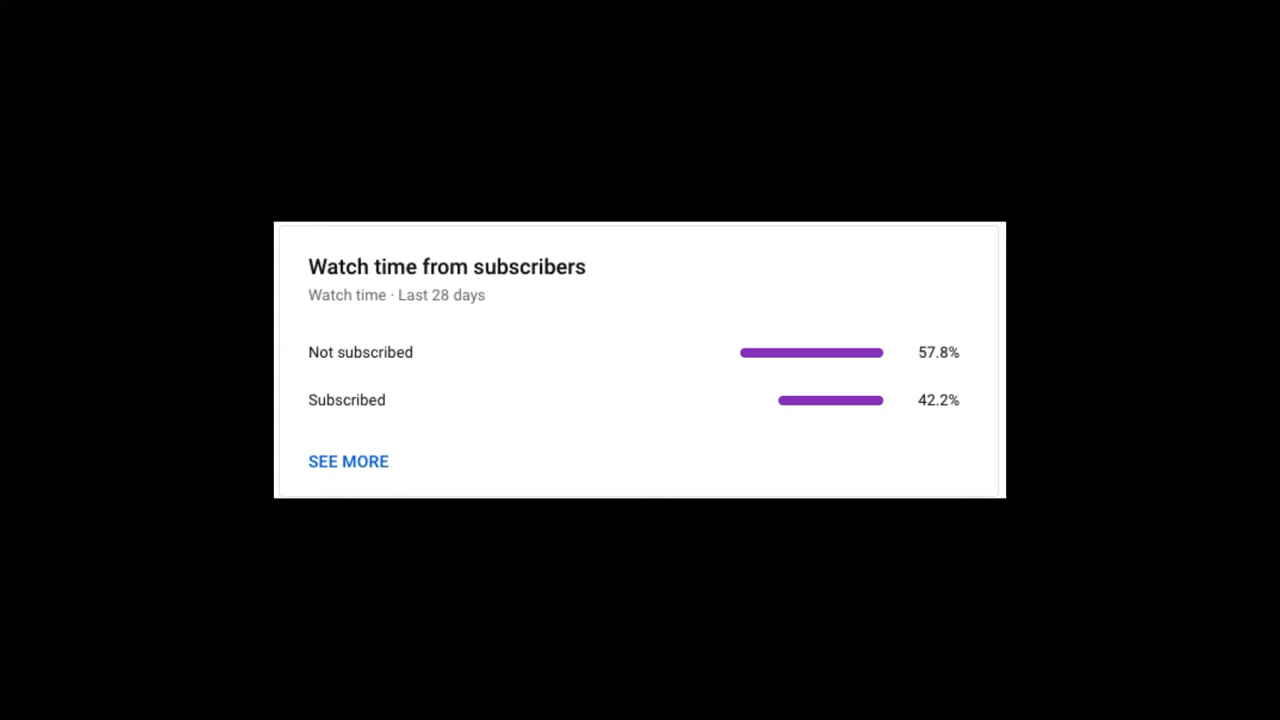 Watch time from subscribers
Watch time · Last 28 days
Not subscribed 57.8%
Subscribed 42.2%
SEE MORE